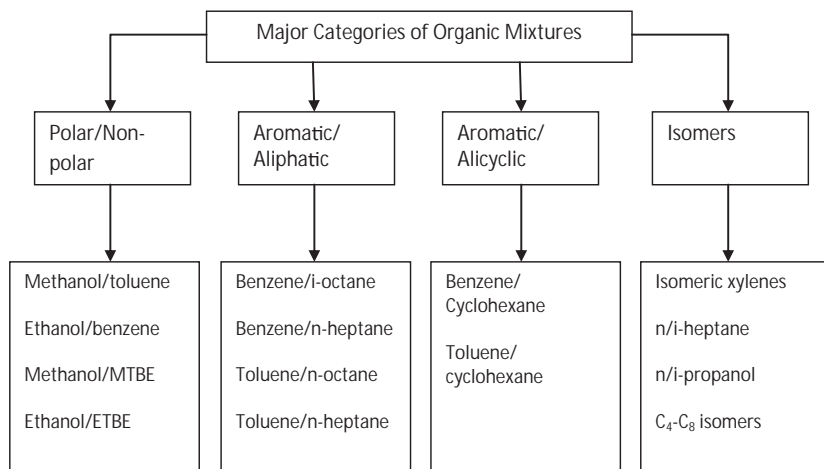 Major Categories of Organic Mixtures
Polar/Non-
polar
Aromatic/
Aliphatic
Aromatic/
Alicyclic
Isomers
Methanol/toluene
Ethanol/benzene
Methanol/MTBE
Ethanol/ETBE
Benzene/i-octane
Benzene/n-heptane
Toluene/n-octane
Toluene/n-heptane
Benzene/
Cyclohexane
Toluene/
cyclohexane
Isomeric xylenes
n/i-heptane
n/i-propanol
C₄-C₈ isomers